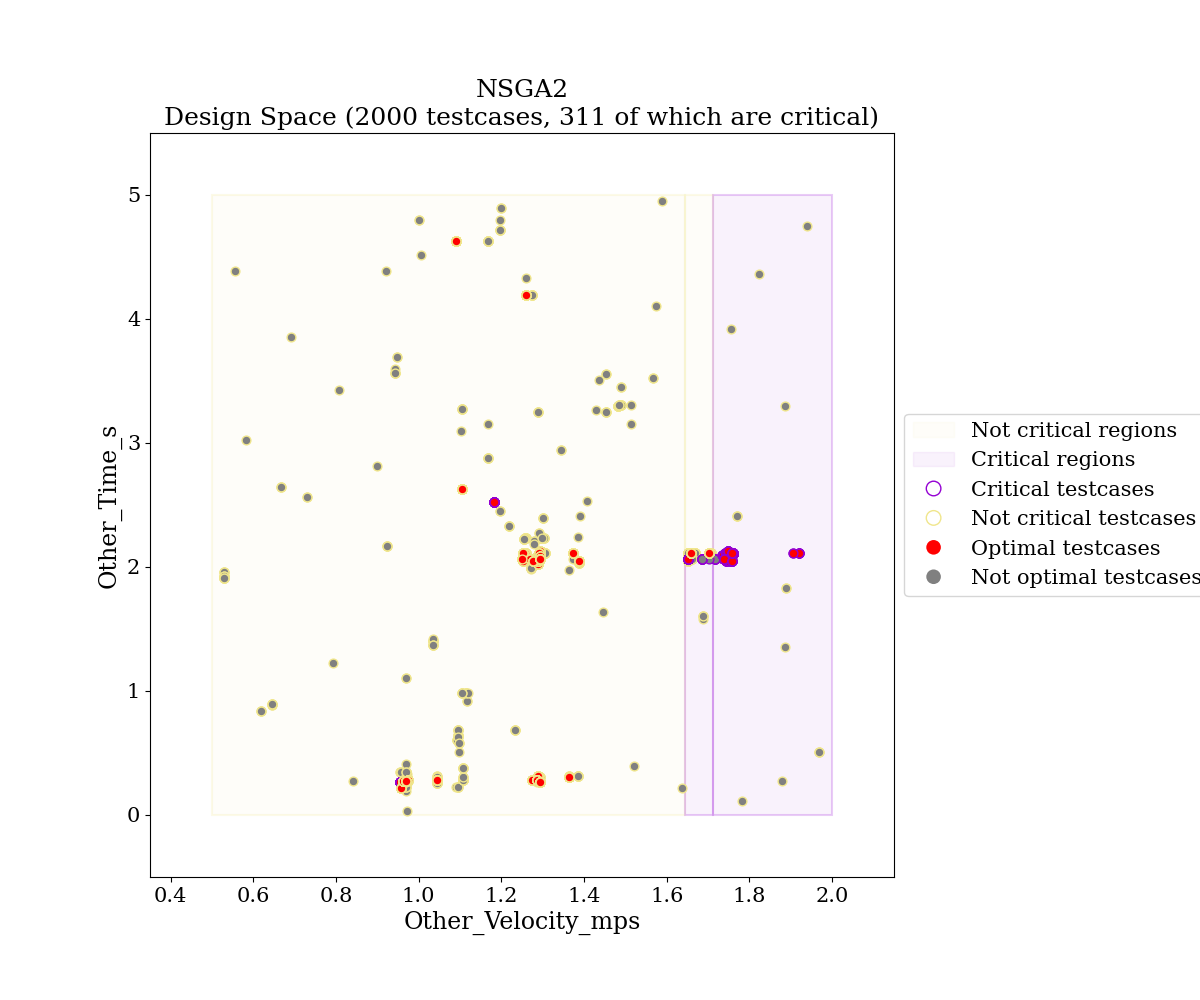 NSGA2
Design Space (2000 testcases, 311 of which are critical)
5
4
3
2
1
0
Other_Time_s
0.4 0.6 0.8 1.0 1.2 1.4 1.6 1.8 2.0
Other_Velocity_mps
Not critical regions
Critical regions
Critical testcases
Not critical testcases
Optimal testcases
Not optimal testcases